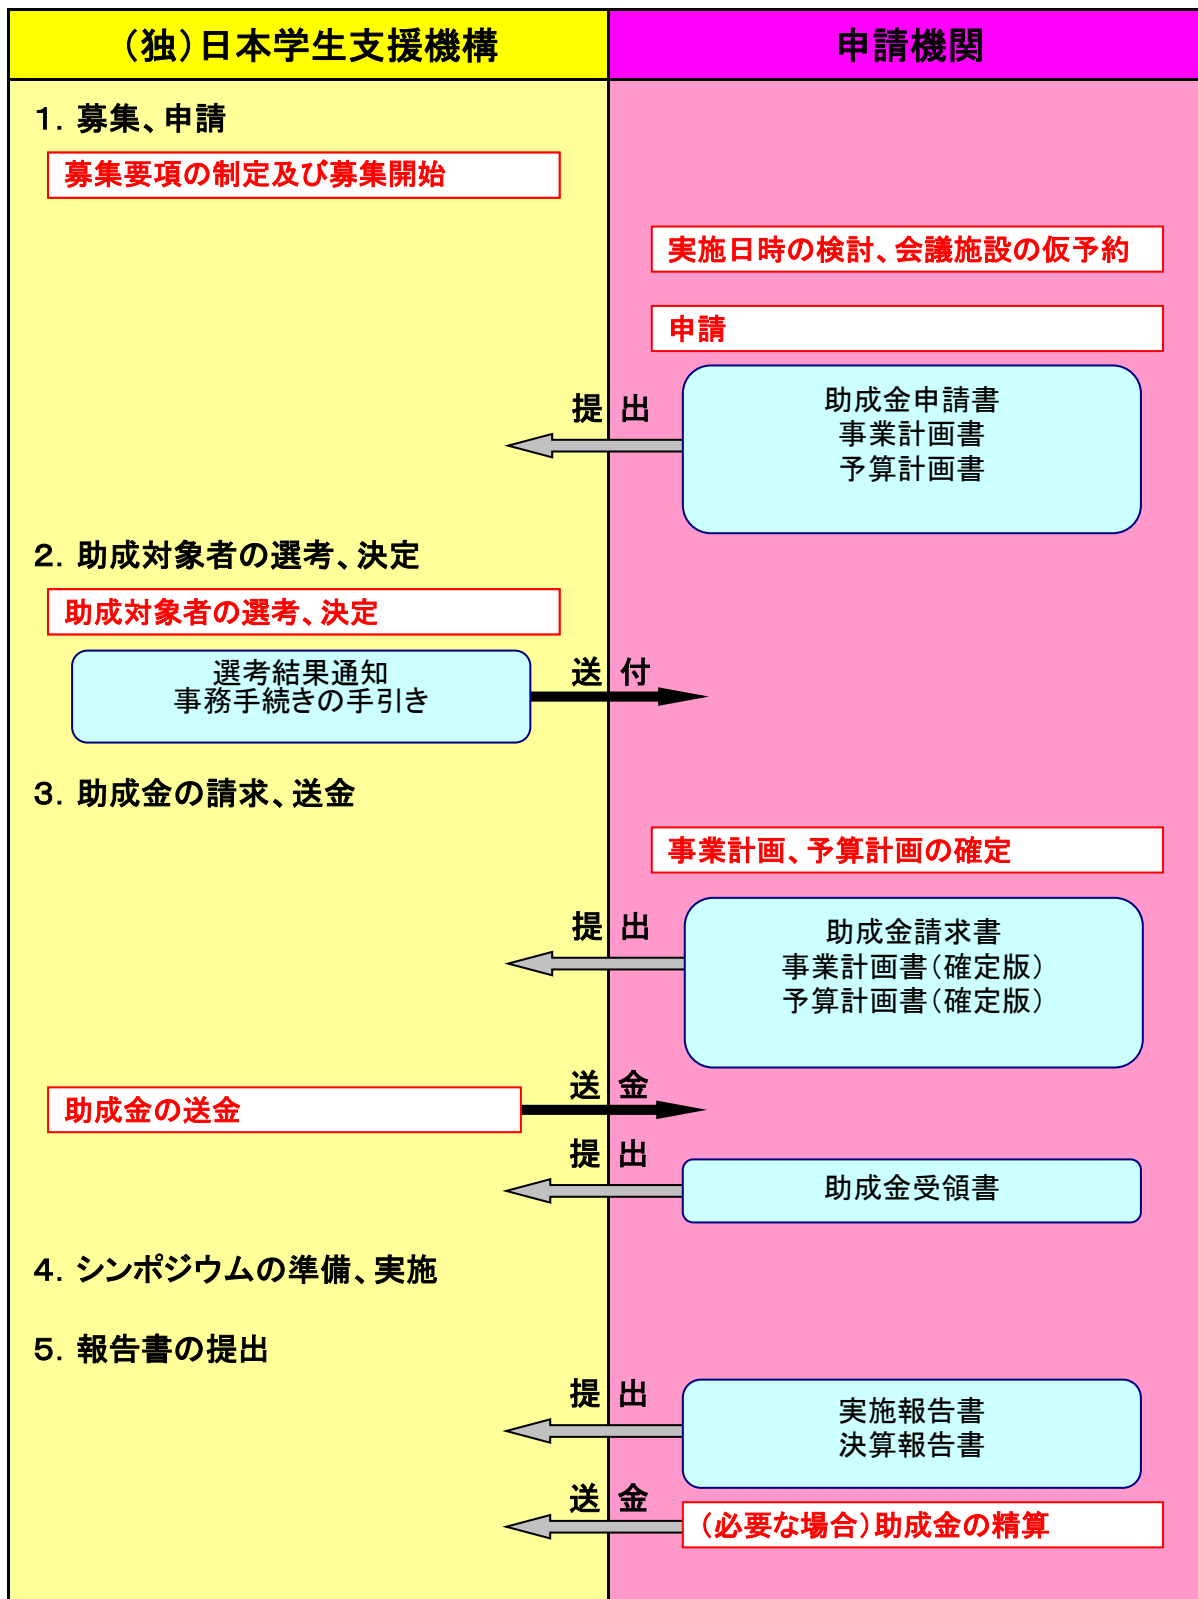 （独）日本学生支援機構
申請機関
１．募集、申請
募集要項の制定及び募集開始
実施日時の検討、会議施設の仮予約
申請
提 出
助成金申請書
事業計画書
予算計画書
２．助成対象者の選考、決定
助成対象者の選考、決定
選考結果通知
事務手続きの手引き
送 付
３．助成金の請求、送金
事業計画、予算計画の確定
提 出
助成金請求書
事業計画書（確定版）
予算計画書（確定版）
送 金
助成金の送金
提 出
助成金受領書
４．シンポジウムの準備、実施
５．報告書の提出
提 出
実施報告書
決算報告書
送 金
（必要な場合）助成金の精算